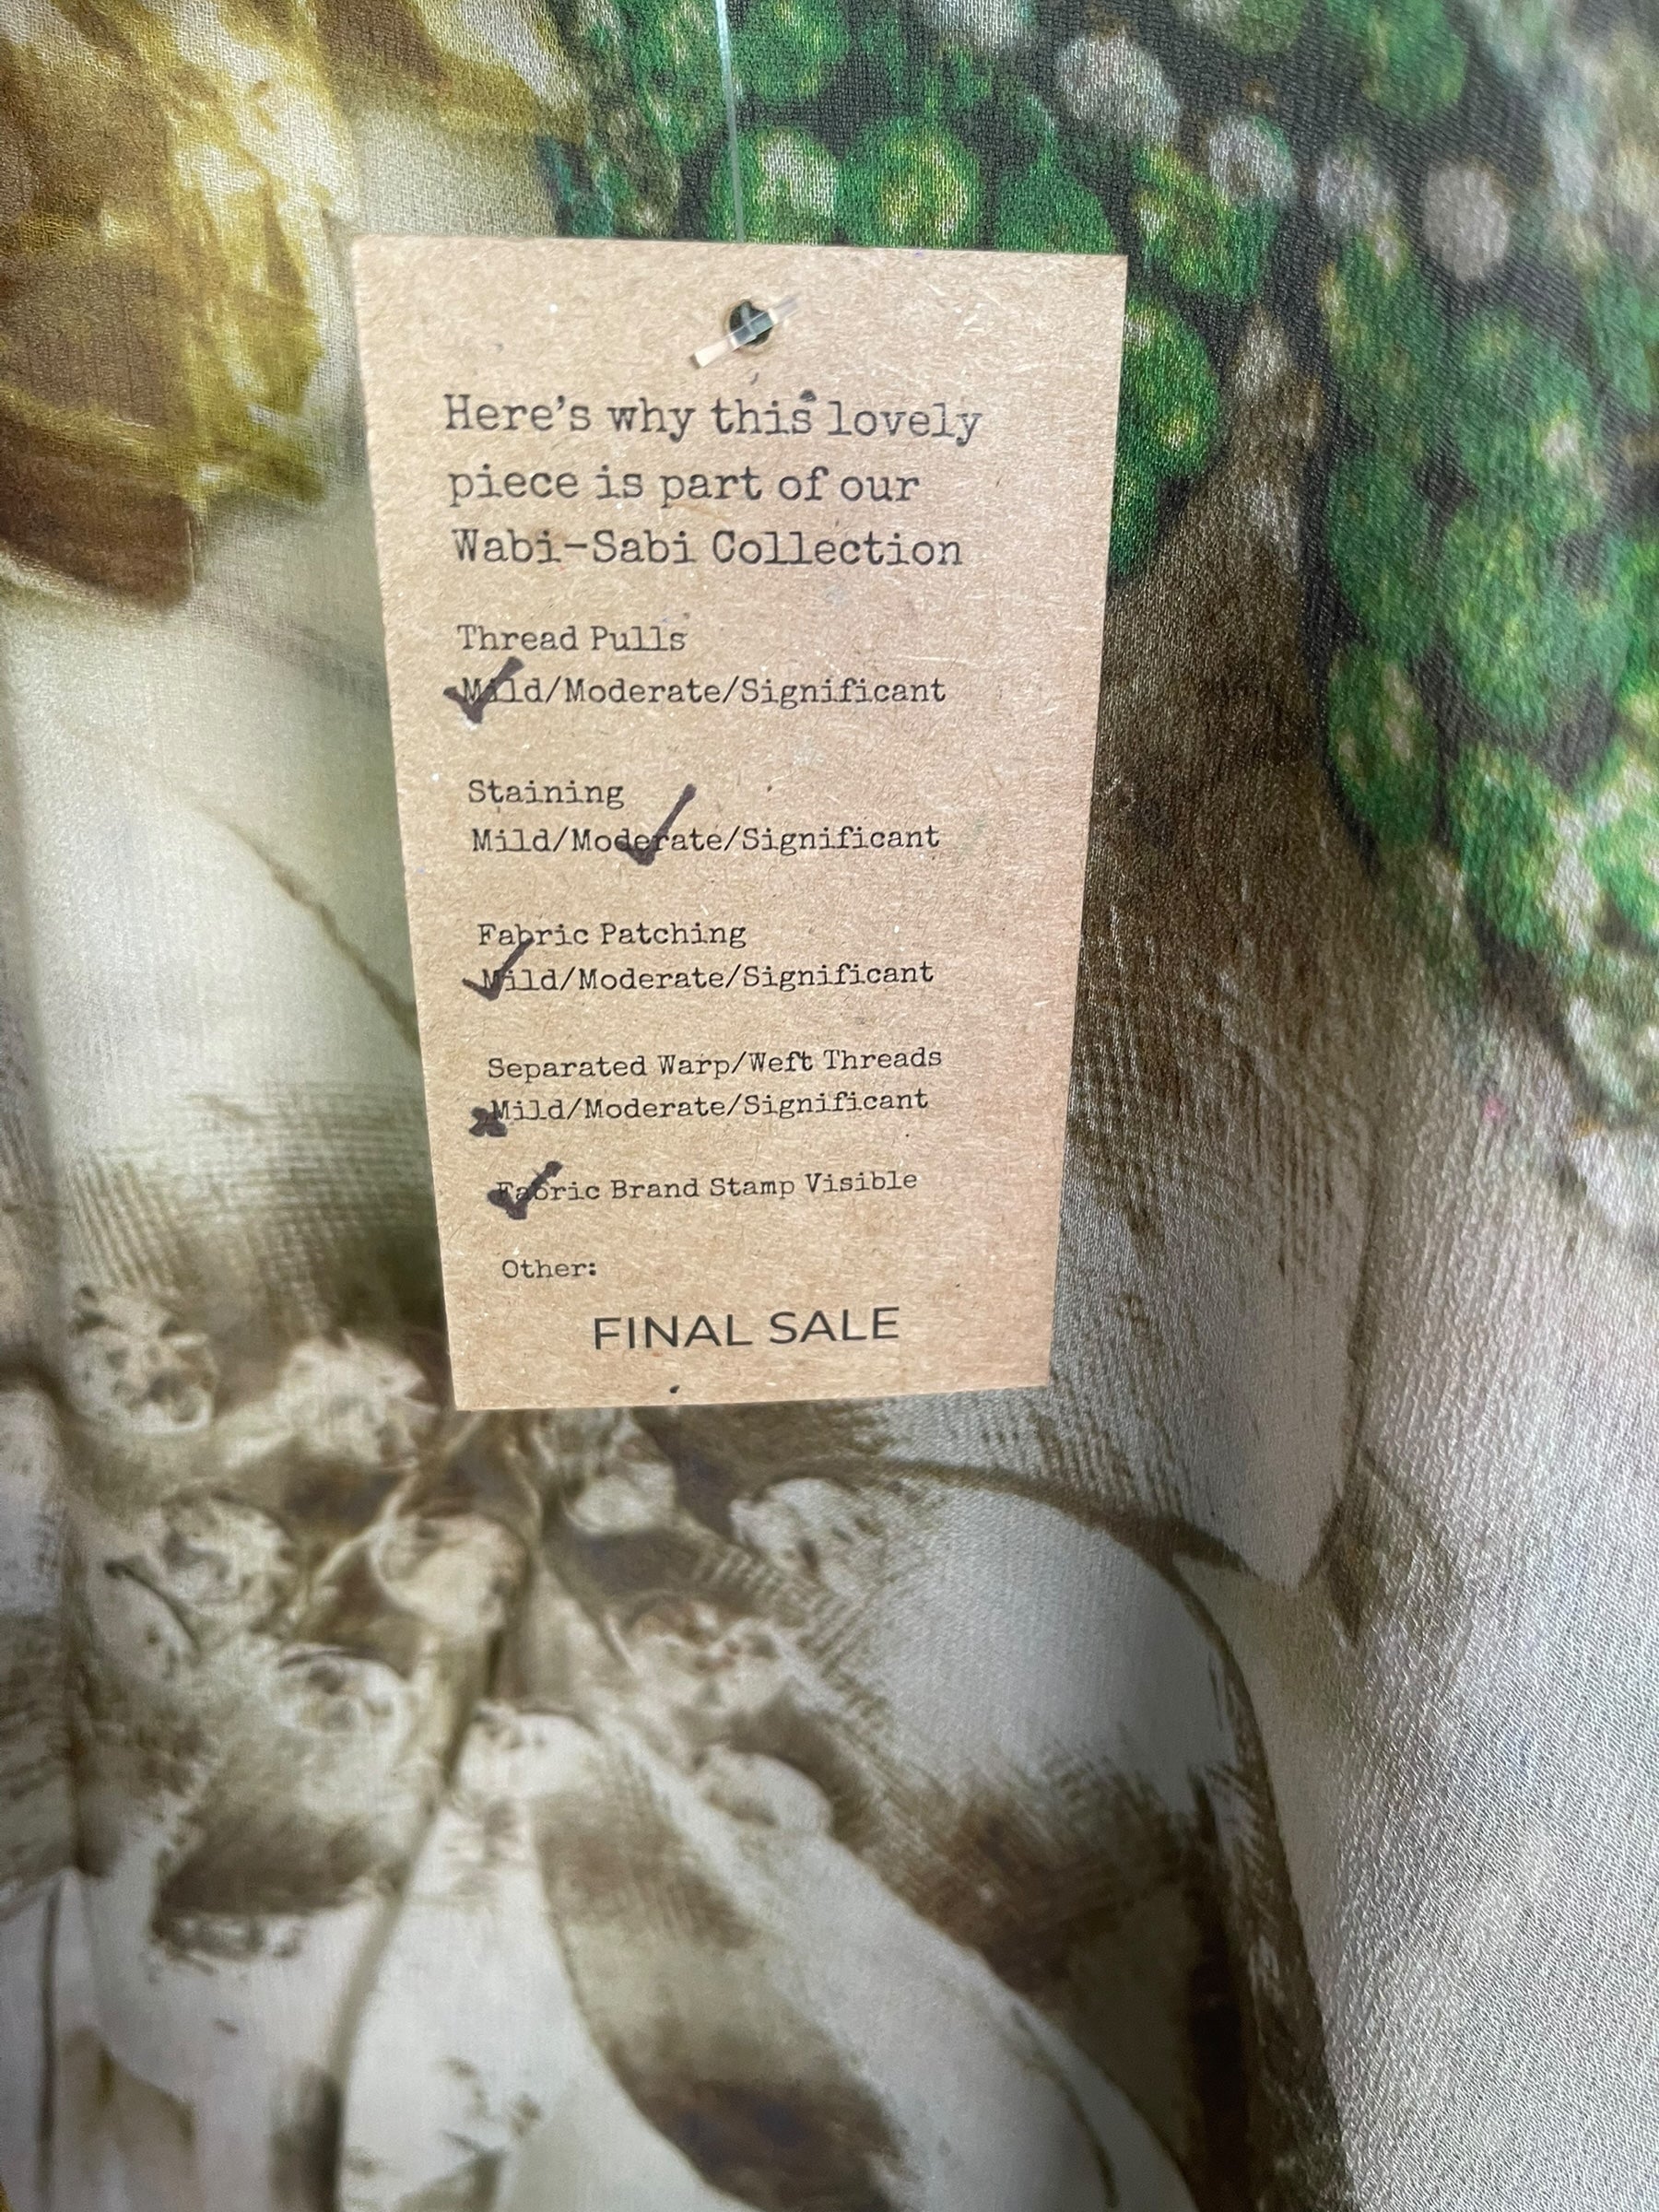 Here's why this lovely
piece is part of our
Wabi-Sabi Collection
Thread Pulls
Mild/Moderate/Significant
Staining
Mild/Moderate/Significant
Fabric Patching
Mild/Moderate/Significant
Separated Warp/Weft Threads
Mild/Moderate/Significant
Fabric Brand Stamp Visible
Other:
FINAL SALE